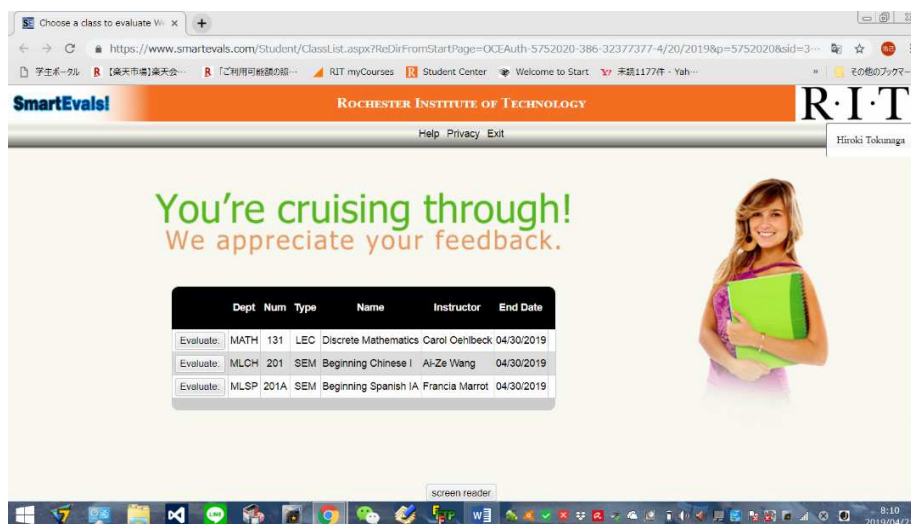 Choose a class to evaluate W
https://www.smartevals.com/Student/ClassList.aspx?ReDirFromStartPage=OCEAuth-5752020-386-32377377-4/20/2019&p=5752020&sid=3…
学生ポータル 【楽天市場】楽天会… 「ご利用可能額の照… RIT myCourses Student Center Welcome to Start 未読1177件 - Yah… » その他のブックマー
SmartEvals! ROCHESTER INSTITUTE OF TECHNOLOGY R·I·T
Help Privacy Exit
Hiroki Tokunaga
You're cruising through!
We appreciate your feedback.
Dept Num Type Name Instructor End Date
Evaluate: MATH 131 LEC Discrete Mathematics Carol Oehlbeck 04/30/2019
Evaluate: MLCH 201 SEM Beginning Chinese I Ai-Ze Wang 04/30/2019
Evaluate: MLSP 201A SEM Beginning Spanish IA Francia Marrot 04/30/2019
screen reader
8:10